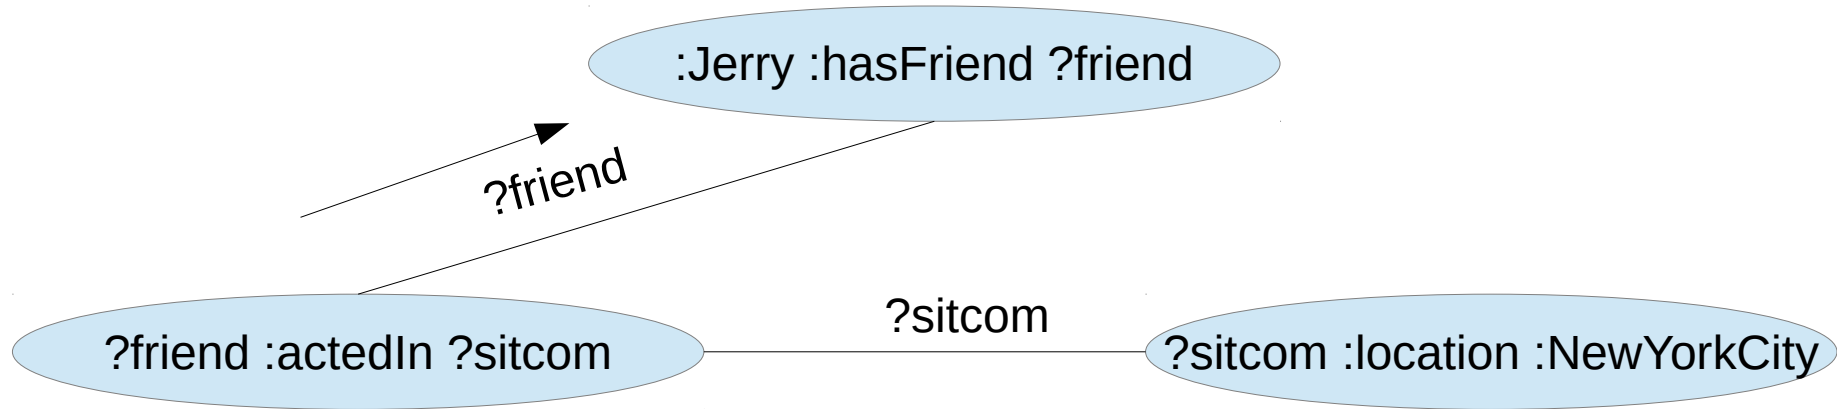 :Jerry :hasFriend ?friend
?friend
?sitcom
?friend :actedIn ?sitcom
?sitcom :location :NewYorkCity